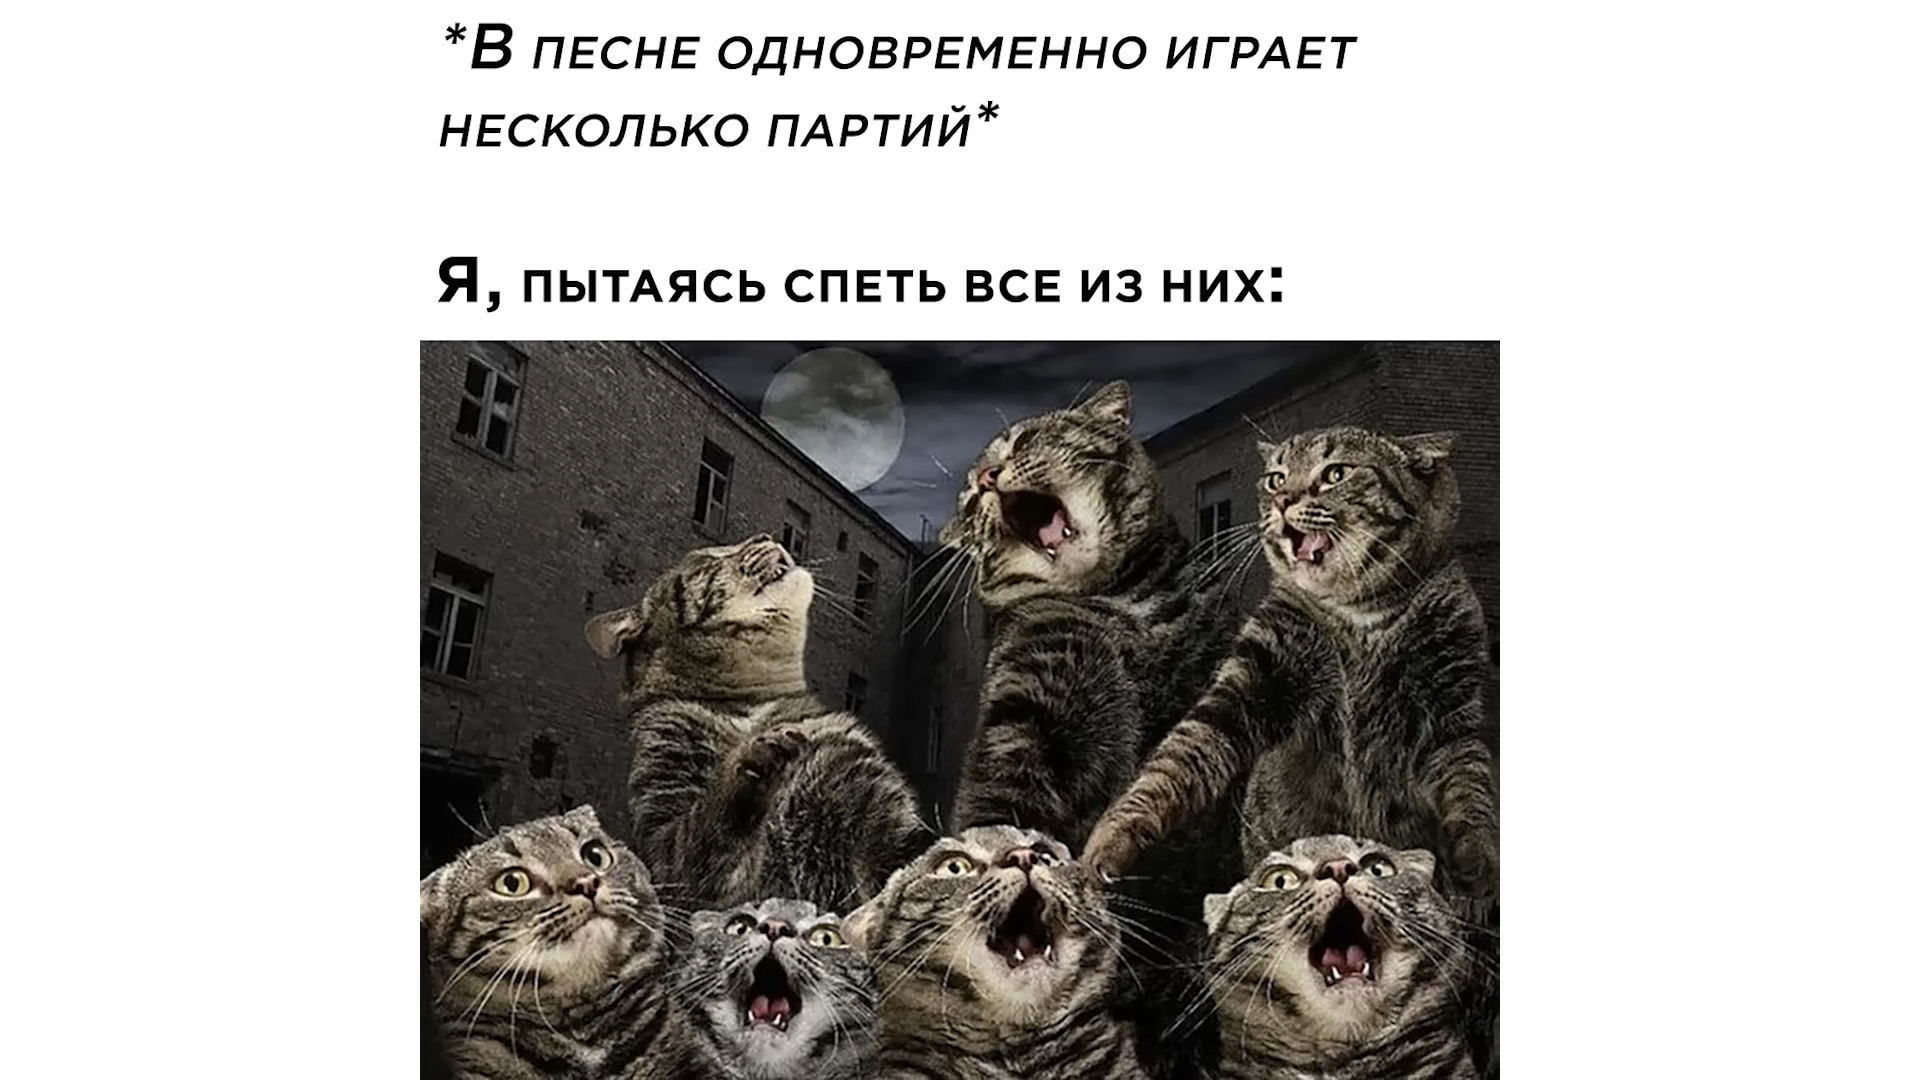 *В ПЕСНЕ ОДНОВРЕМЕННО ИГРАЕТ
НЕСКОЛЬКО ПАРТИЙ*
Я, ПЫТАЯСЬ СПЕТЬ ВСЕ ИЗ НИХ: